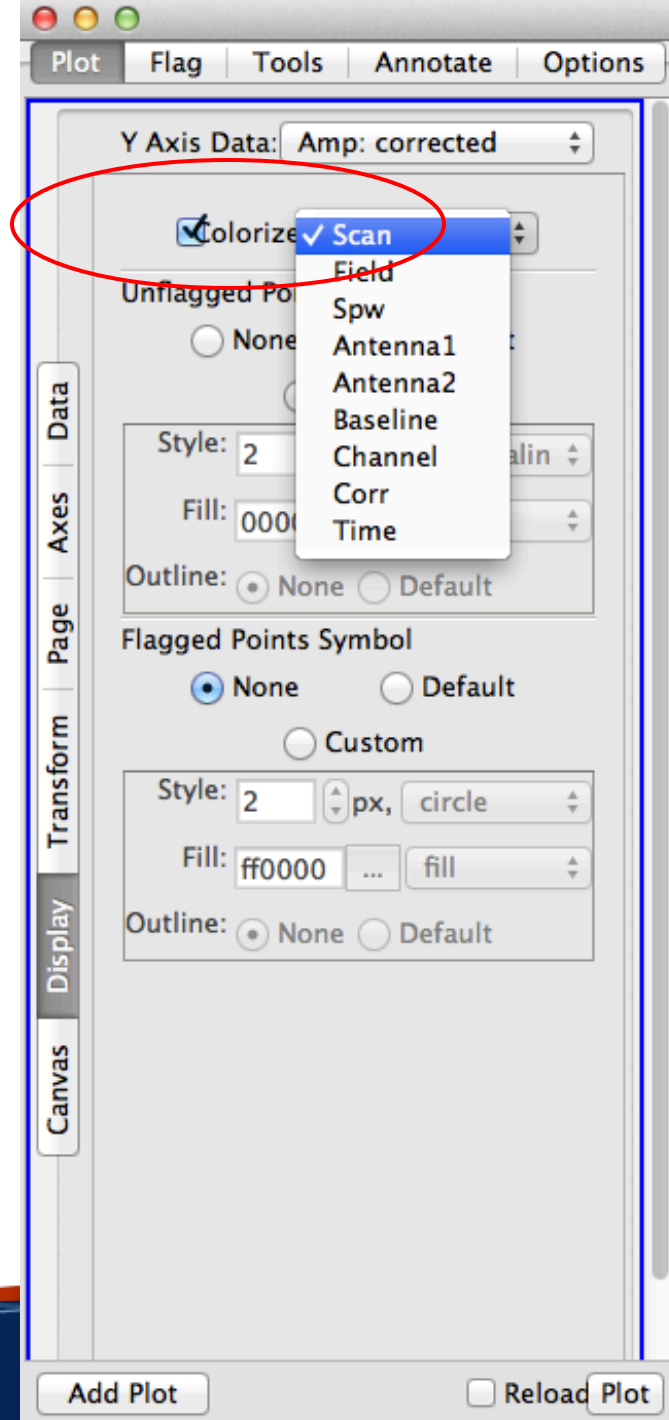 Plot Flag Tools Annotate Options
Y Axis Data: Amp: corrected
Colorize Scan
Field
Unflagged Po
Spw
None Antenna1
Antenna2
Baseline
Style: 2 Channel alin
Corr
Fill: 000 Time
Outline: None Default
Flagged Points Symbol
None Default
Custom
Style: 2 px, circle
Fill: ff0000 ... fill
Outline: None Default
Data
Axes
Page
Transform
Display
Canvas
Add Plot Reload Plot